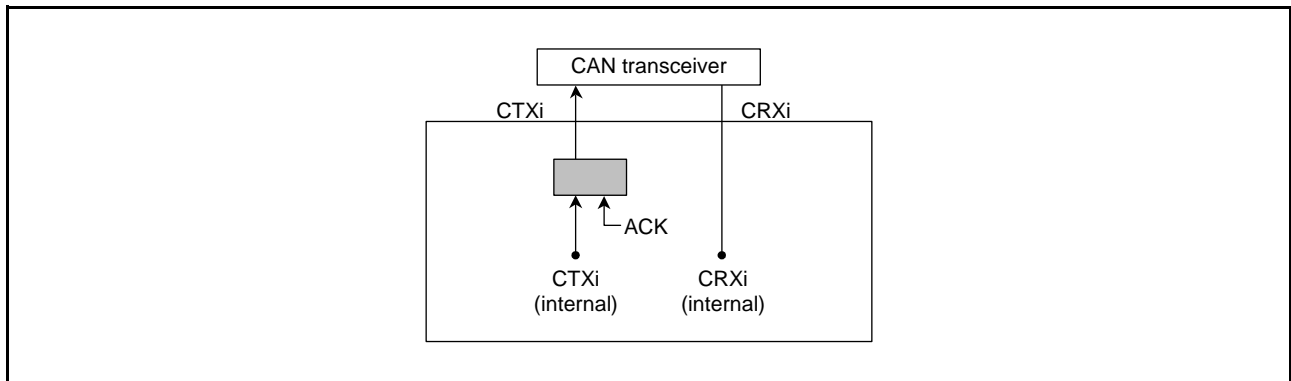 CAN transceiver
CTXi
CRXi
ACK
CTXi
(internal)
CRXi
(internal)